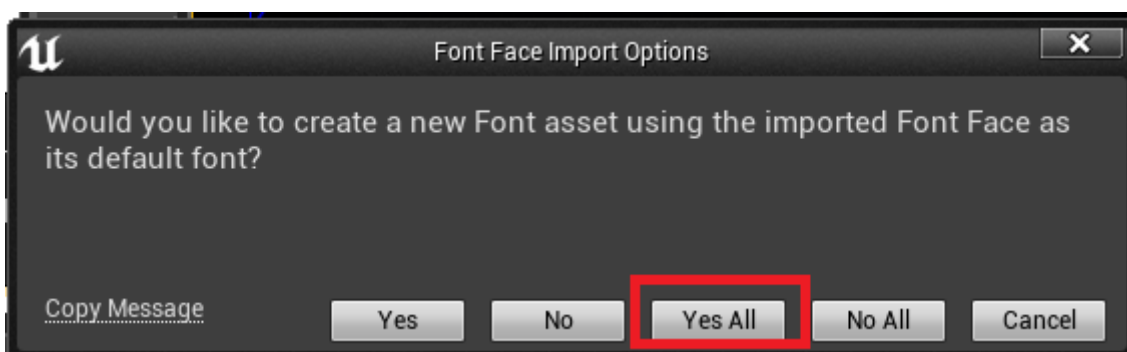 Font Face Import Options
Would you like to create a new Font asset using the imported Font Face as
its default font?
Copy Message
Yes
No
Yes All
No All
Cancel